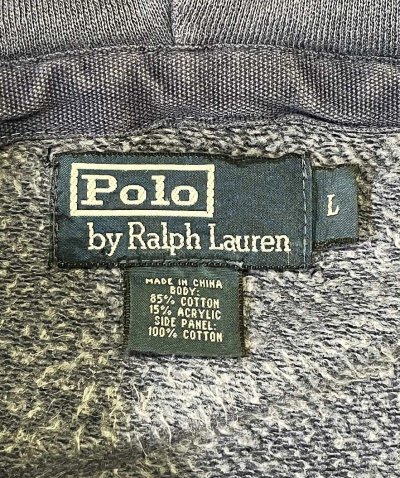 Polo
by Ralph Lauren
L
MADE IN CHINA
BODY:
85% COTTON
15% ACRYLIC
SIDE PANEL:
100% COTTON